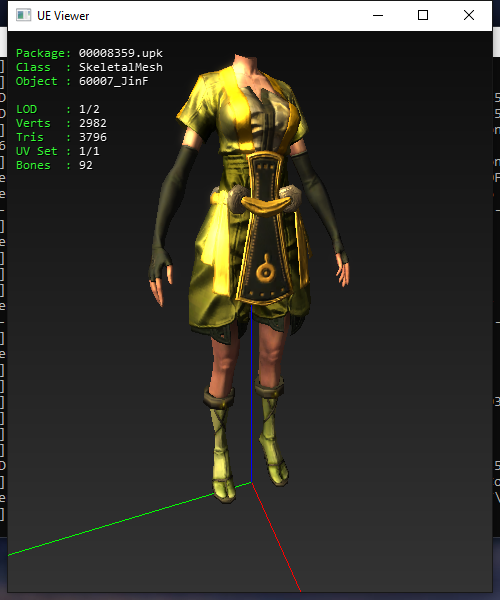 UE Viewer
Package: 00008359.upk
Class : SkeletalMesh
Object : 60007_JinF
LOD : 1/2
Verts : 2982
Tris : 3796
UV Set : 1/1
Bones : 92